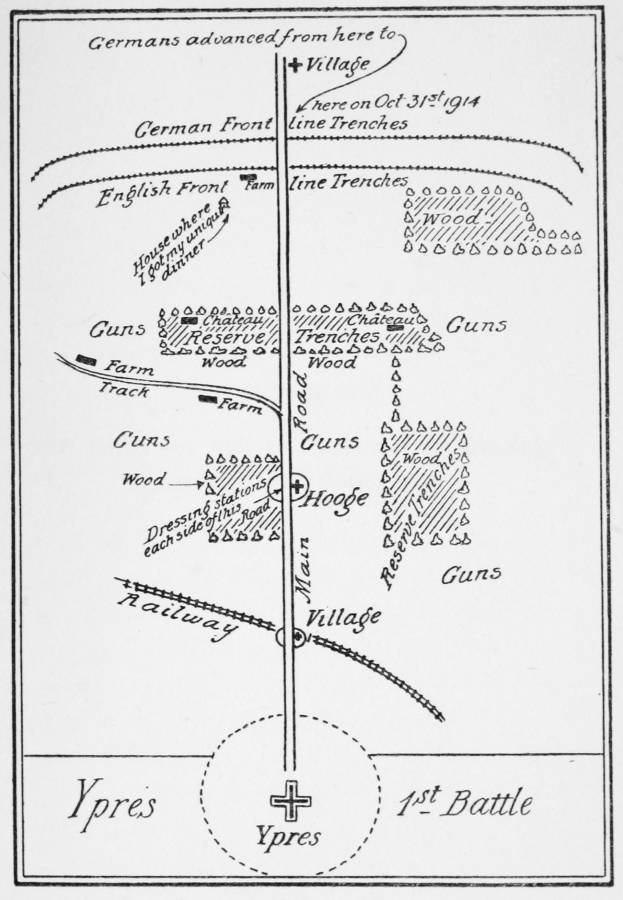 Germans advanced from here to
Village
here on Oct 31st 1914
German Front line Trenches
English Front line Trenches
Farm
Wood
House where
I got my unique
dinner
Guns
Chateau
Reserve
Wood
Chateau
Trenches
Wood
Guns
Farm
Track
Farm
Road
Guns
Guns
Wood
Dressing stations
each side of this
Road
Hooge
Wood
Reserve Trenches
Guns
Main
Railway
Village
Ypres
1st Battle
Ypres